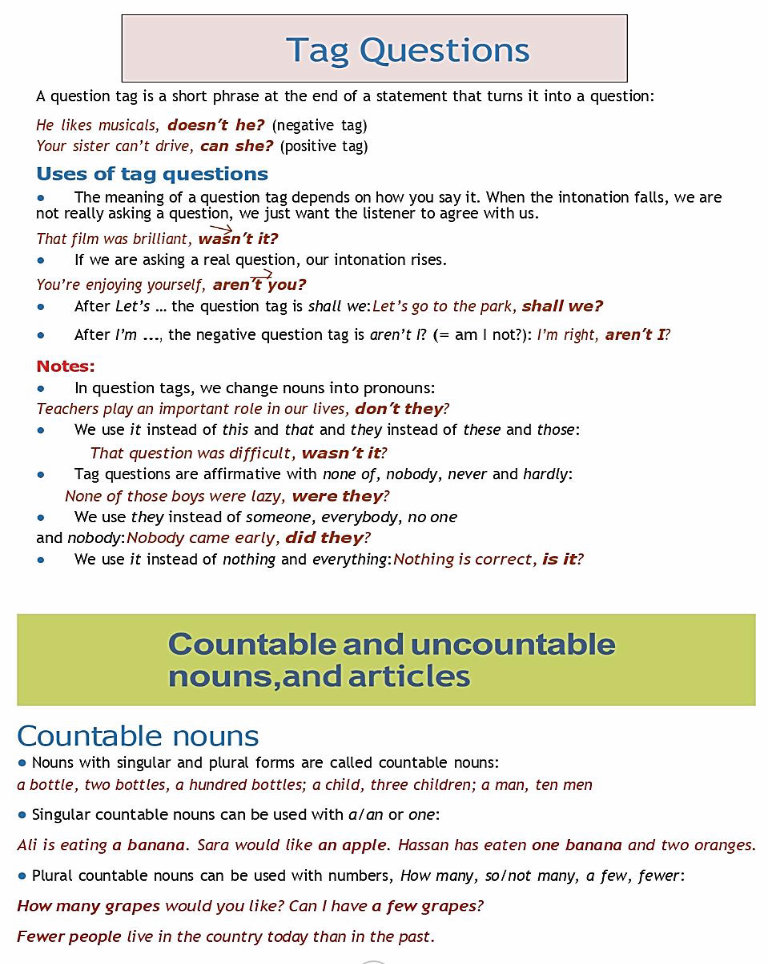 Tag Questions
A question tag is a short phrase at the end of a statement that turns it into a question:
He likes musicals, doesn't he? (negative tag)
Your sister can't drive, can she? (positive tag)
Uses of tag questions
• The meaning of a question tag depends on how you say it. When the intonation falls, we are
not really asking a question, we just want the listener to agree with us.
That film was brilliant, wasn't it?
• If we are asking a real question, our intonation rises.
You're enjoying yourself, aren't you?
• After Let's … the question tag is shall we:Let's go to the park, shall we?
• After I'm ..., the negative question tag is aren't I? (= am I not?): I'm right, aren't I?
Notes:
• In question tags, we change nouns into pronouns:
Teachers play an important role in our lives, don't they?
• We use it instead of this and that and they instead of these and those:
That question was difficult, wasn't it?
• Tag questions are affirmative with none of, nobody, never and hardly:
None of those boys were lazy, were they?
• We use they instead of someone, everybody, no one
and nobody:Nobody came early, did they?
• We use it instead of nothing and everything:Nothing is correct, is it?
Countable and uncountable
nouns,and articles
Countable nouns
• Nouns with singular and plural forms are called countable nouns:
a bottle, two bottles, a hundred bottles; a child, three children; a man, ten men
• Singular countable nouns can be used with a/an or one:
Ali is eating a banana. Sara would like an apple. Hassan has eaten one banana and two oranges.
• Plural countable nouns can be used with numbers, How many, so/not many, a few, fewer:
How many grapes would you like? Can I have a few grapes?
Fewer people live in the country today than in the past.